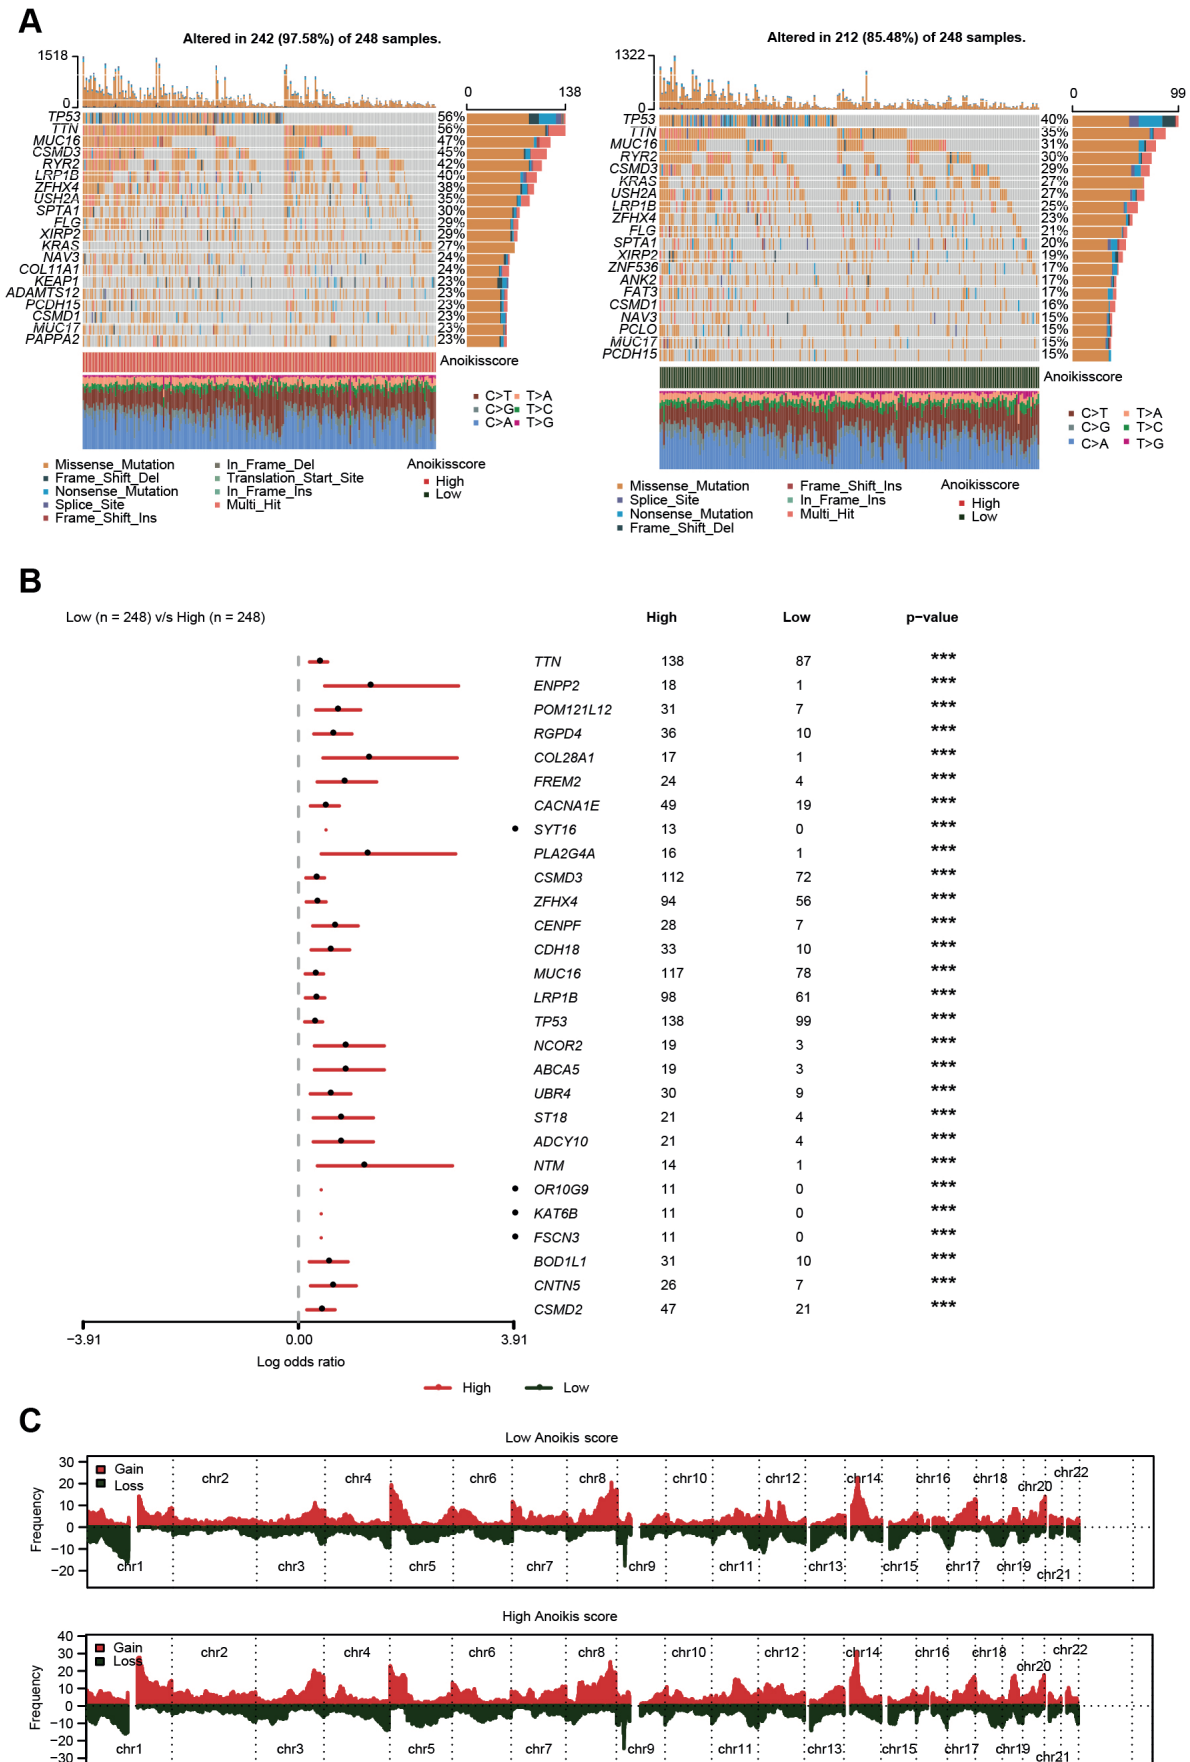 A
Altered in 242 (97.58%) of 248 samples.
1518
0
0 138
TP53 56%
TTN 56%
MUC16 47%
CSMD3 45%
RYR2 42%
LRP1B 40%
ZFHX4 38%
USH2A 35%
SPTA1 30%
FLG 29%
XIRP2 29%
KRAS 27%
NAV3 24%
COL11A1 24%
KEAP1 23%
ADAMTS12 23%
PCDH15 23%
CSMD1 23%
MUC17 23%
PAPPA2 23%
Anoikisscore
C>T T>A
C>G T>C
C>A T>G
Missense_Mutation
Frame_Shift_Del
Nonsense_Mutation
Splice_Site
Frame_Shift_Ins
In_Frame_Del
Translation_Start_Site
In_Frame_Ins
Multi_Hit
Anoikisscore
High
Low
Altered in 212 (85.48%) of 248 samples.
1322
0
0 99
TP53 40%
TTN 35%
MUC16 31%
RYR2 30%
CSMD3 29%
KRAS 27%
USH2A 27%
LRP1B 25%
ZFHX4 23%
FLG 21%
SPTA1 20%
XIRP2 19%
ZNF536 17%
ANK2 17%
FAT3 17%
CSMD1 16%
NAV3 15%
PCLO 15%
MUC17 15%
PCDH15 15%
Anoikisscore
C>T T>A
C>G T>C
C>A T>G
Missense_Mutation
Splice_Site
Nonsense_Mutation
Frame_Shift_Del
Frame_Shift_Ins
In_Frame_Ins
Multi_Hit
Anoikisscore
High
Low
B
Low (n = 248) v/s High (n = 248) High Low p−value
TTN 138 87 ***
ENPP2 18 1 ***
POM121L12 31 7 ***
RGPD4 36 10 ***
COL28A1 17 1 ***
FREM2 24 4 ***
CACNA1E 49 19 ***
SYT16 13 0 ***
PLA2G4A 16 1 ***
CSMD3 112 72 ***
ZFHX4 94 56 ***
CENPF 28 7 ***
CDH18 33 10 ***
MUC16 117 78 ***
LRP1B 98 61 ***
TP53 138 99 ***
NCOR2 19 3 ***
ABCA5 19 3 ***
UBR4 30 9 ***
ST18 21 4 ***
ADCY10 21 4 ***
NTM 14 1 ***
OR10G9 11 0 ***
KAT6B 11 0 ***
FSCN3 11 0 ***
BOD1L1 31 10 ***
CNTN5 26 7 ***
CSMD2 47 21 ***
−3.91 0.00 3.91
Log odds ratio
High Low
C
Low Anoikis score
Frequency
30
20
10
0
−10
−20
Gain
Loss
chr2 chr4 chr6 chr8 chr10 chr12 chr14 chr16 chr18 chr20 chr22
chr1 chr3 chr5 chr7 chr9 chr11 chr13 chr15 chr17 chr19 chr21
High Anoikis score
Frequency
40
30
20
10
0
−10
−20
−30
Gain
Loss
chr2 chr4 chr6 chr8 chr10 chr12 chr14 chr16 chr18 chr20 chr22
chr1 chr3 chr5 chr7 chr9 chr11 chr13 chr15 chr17 chr19 chr21